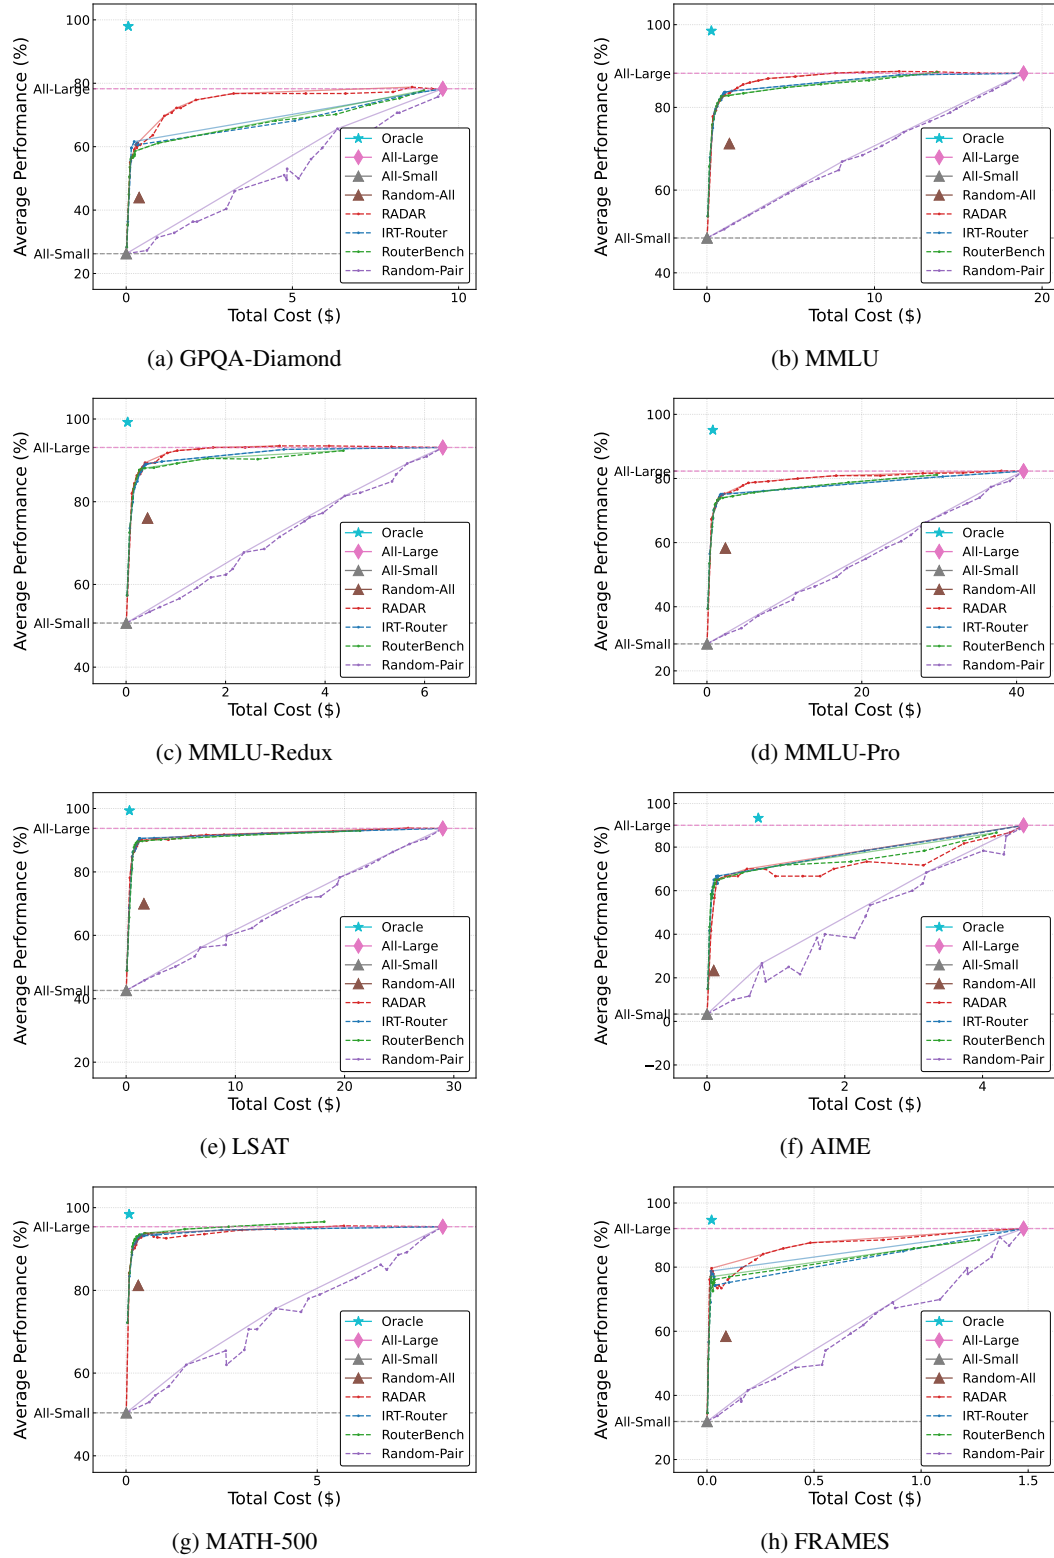 100
80
60
40
20
All-Large
All-Small
Average Performance (%)
0
5
10
Total Cost ($)
Oracle
All-Large
All-Small
Random-All
RADAR
IRT-Router
RouterBench
Random-Pair
(a) GPQA-Diamond
100
80
60
40
All-Large
All-Small
Average Performance (%)
0
10
20
Total Cost ($)
Oracle
All-Large
All-Small
Random-All
RADAR
IRT-Router
RouterBench
Random-Pair
(b) MMLU
100
60
40
All-Large
All-Small
Average Performance (%)
0
2
4
6
Total Cost ($)
Oracle
All-Large
All-Small
Random-All
RADAR
IRT-Router
RouterBench
Random-Pair
(c) MMLU-Redux
100
80
60
40
20
All-Large
All-Small
Average Performance (%)
0
20
40
Total Cost ($)
Oracle
All-Large
All-Small
Random-All
RADAR
IRT-Router
RouterBench
Random-Pair
(d) MMLU-Pro
100
60
40
20
All-Large
All-Small
Average Performance (%)
0
10
20
30
Total Cost ($)
Oracle
All-Large
All-Small
Random-All
RADAR
IRT-Router
RouterBench
Random-Pair
(e) LSAT
100
80
60
40
20
0
−20
All-Large
All-Small
Average Performance (%)
0
2
4
Total Cost ($)
Oracle
All-Large
All-Small
Random-All
RADAR
IRT-Router
RouterBench
Random-Pair
(f) AIME
100
80
60
40
All-Large
All-Small
Average Performance (%)
0
5
Total Cost ($)
Oracle
All-Large
All-Small
Random-All
RADAR
IRT-Router
RouterBench
Random-Pair
(g) MATH-500
100
80
60
40
20
All-Large
All-Small
Average Performance (%)
0.0
0.5
1.0
1.5
Total Cost ($)
Oracle
All-Large
All-Small
Random-All
RADAR
IRT-Router
RouterBench
Random-Pair
(h) FRAMES